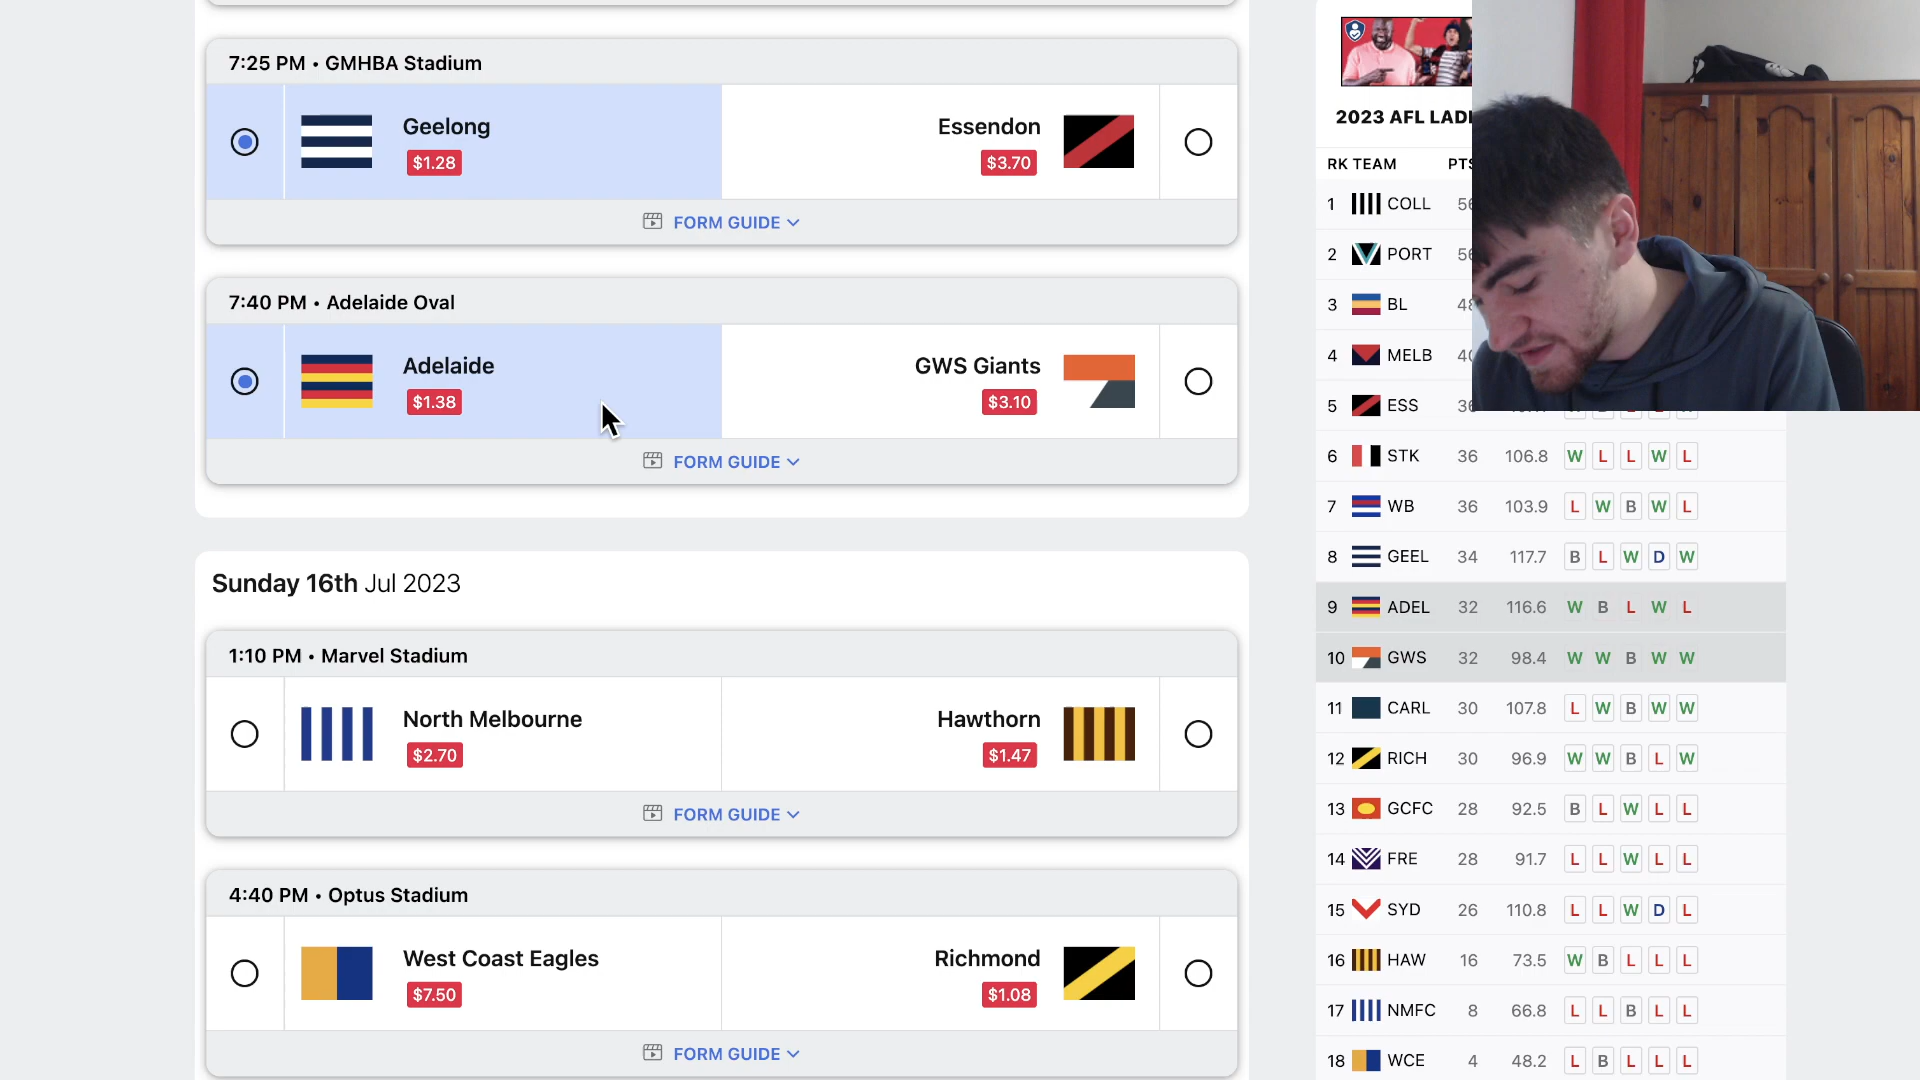 7:25 PM • GMHBA Stadium
Geelong
$1.28
Essendon
$3.70
FORM GUIDE
7:40 PM • Adelaide Oval
Adelaide
$1.38
GWS Giants
$3.10
FORM GUIDE
Sunday 16th Jul 2023
1:10 PM • Marvel Stadium
North Melbourne
$2.70
Hawthorn
$1.47
FORM GUIDE
4:40 PM • Optus Stadium
West Coast Eagles
$7.50
Richmond
$1.08
FORM GUIDE
2023 AFL
RK TEAM
1 COLL
2 PORT
3 BL
4 MELB
5 ESS
6 STK 36 106.8 W L L W L
7 WB 36 103.9 L W B W L
8 GEEL 34 117.7 B L W D W
9 ADEL 32 116.6 W B L W L
10 GWS 32 98.4 W W B W W
11 CARL 30 107.8 L W B W W
12 RICH 30 96.9 W W B L W
13 GCFC 28 92.5 B L W L L
14 FRE 28 91.7 L L W L L
15 SYD 26 110.8 L L W D L
16 HAW 16 73.5 W B L L L
17 NMFC 8 66.8 L L B L L
18 WCE 4 48.2 L B L L L